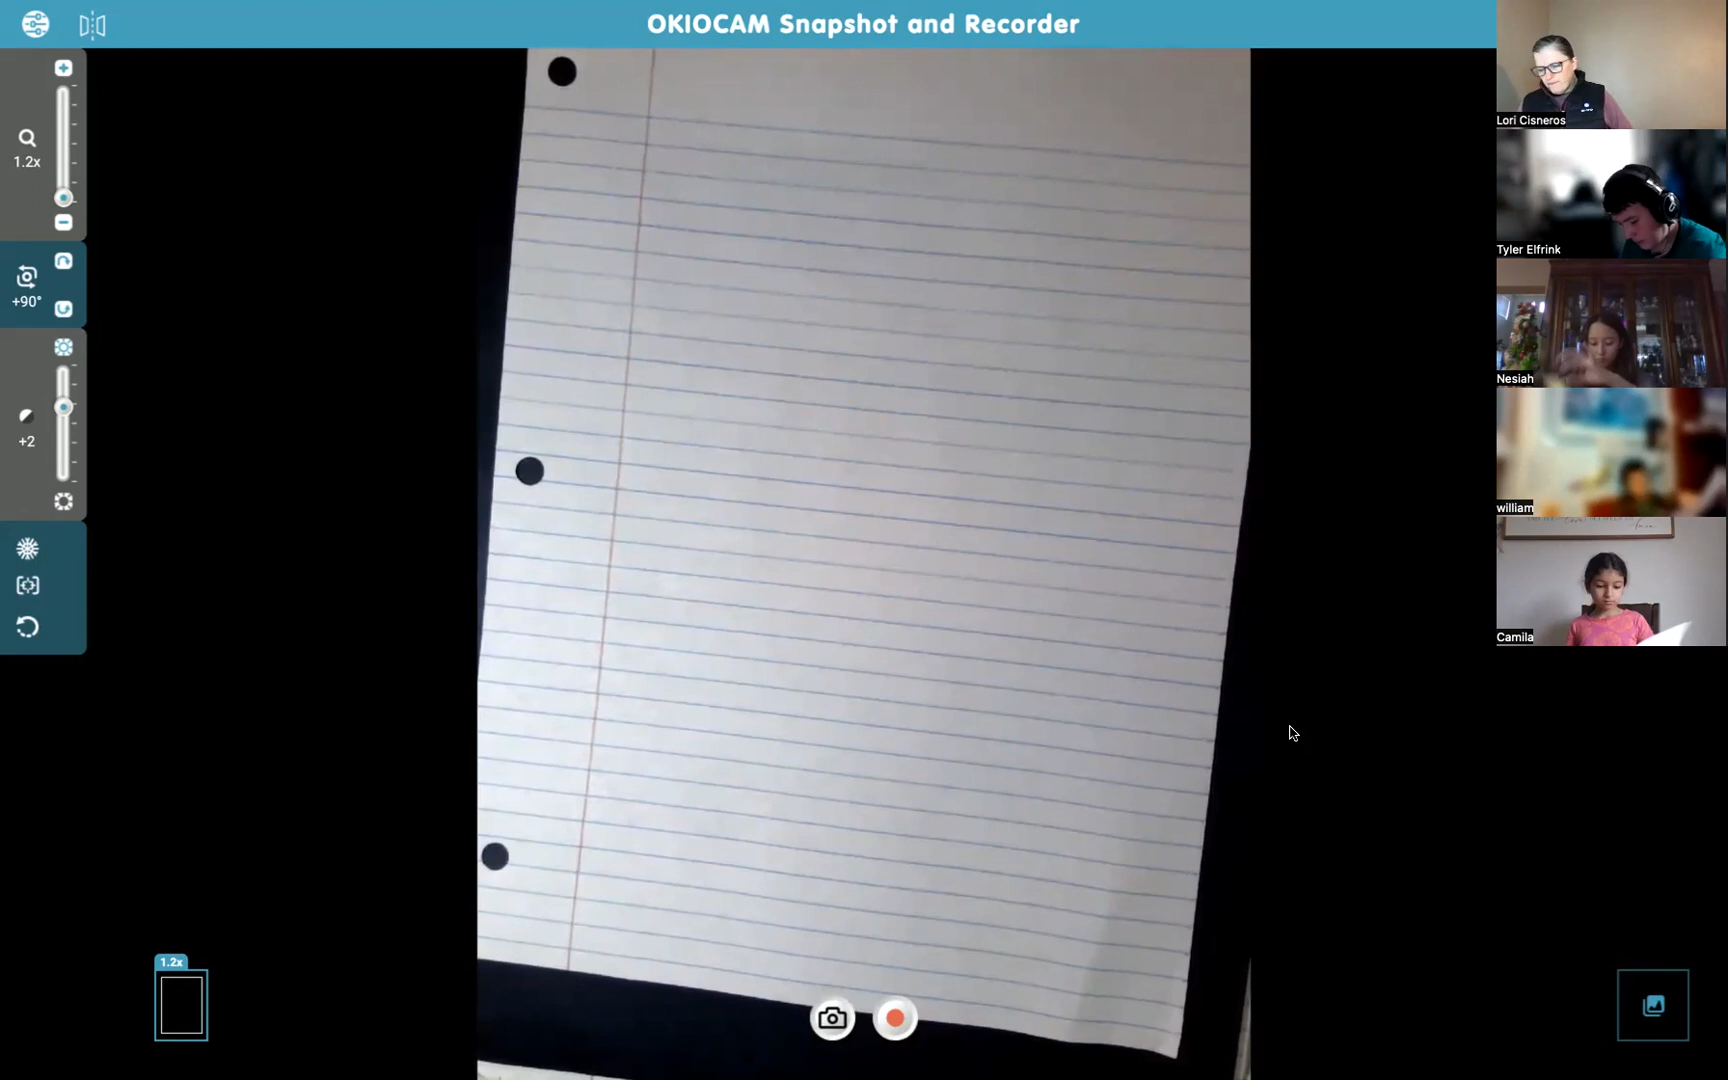 OKIOCAM Snapshot and Recorder
1.2x
+90°
+2
1.2x
Lori Cisneros
Tyler Elfrink
Nesiah
william
Camila